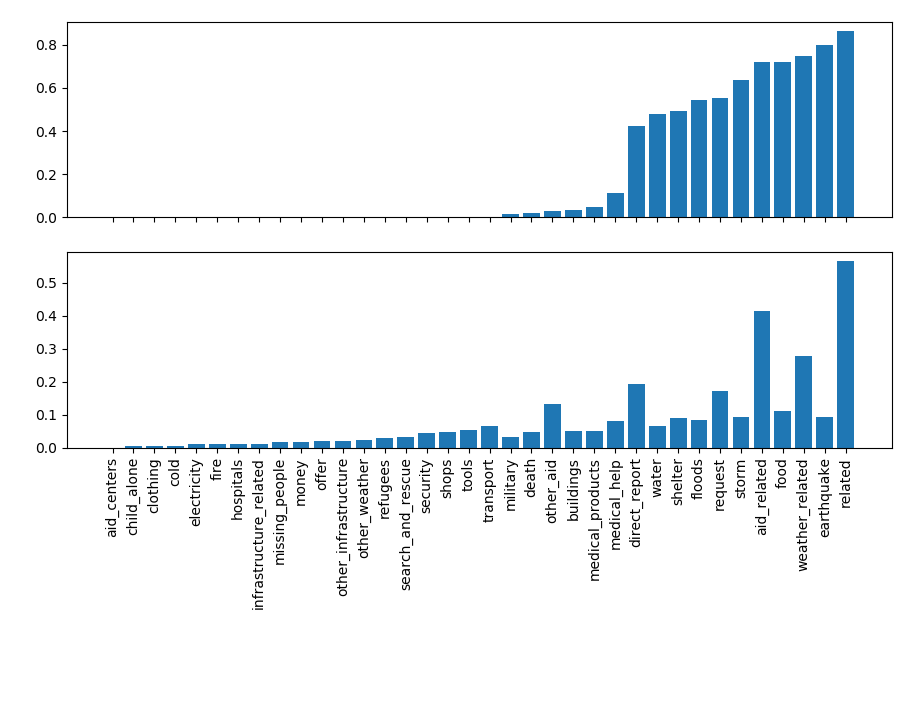 0.8
0.6
0.4
0.2
0.0
0.5
0.4
0.3
0.2
0.1
0.0
aid_centers
child_alone
clothing
cold
electricity
fire
hospitals
infrastructure_related
missing_people
money
offer
other_infrastructure
other_weather
refugees
search_and_rescue
security
shops
tools
transport
military
death
other_aid
buildings
medical_products
medical_help
direct_report
water
shelter
floods
request
storm
aid_related
food
weather_related
earthquake
related